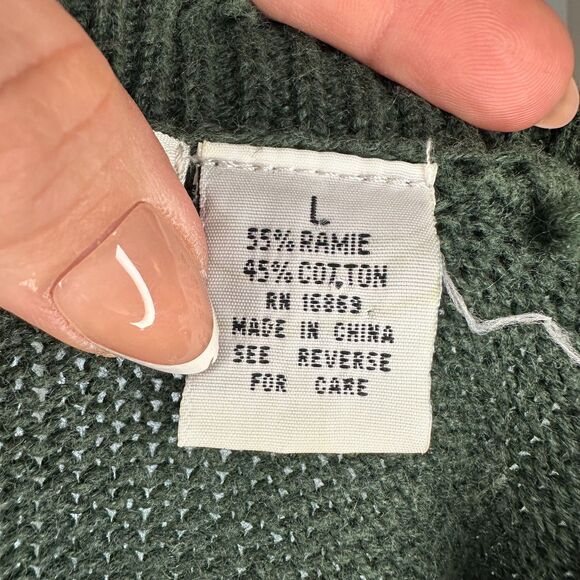 L
55% RAMIE
45% COTTON
RN 16869
MADE IN CHINA
SEE REVERSE
FOR CARE